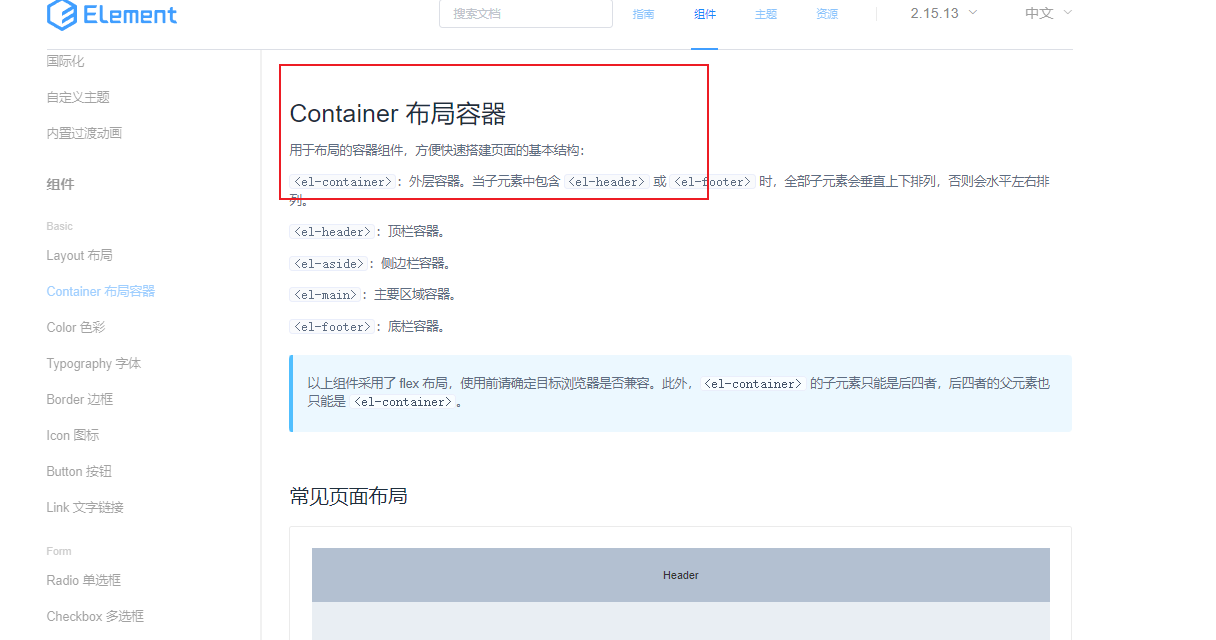 Element
搜索文档
指南
组件
主题
资源
2.15.13
中文
国际化
自定义主题
内置过渡动画
组件
Basic
Layout 布局
Container 布局容器
Color 色彩
Typography 字体
Border 边框
Icon 图标
Button 按钮
Link 文字链接
Form
Radio 单选框
Checkbox 多选框
Container 布局容器
用于布局的容器组件，方便快速搭建页面的基本结构：
<el-container>：外层容器。当子元素中包含 <el-header> 或 <el-footer> 时，全部子元素会垂直上下排列，否则会水平左右排
列。
<el-header>：顶栏容器。
<el-aside>：侧边栏容器。
<el-main>：主要区域容器。
<el-footer>：底栏容器。
以上组件采用了 flex 布局，使用前请确定目标浏览器是否兼容。此外， <el-container> 的子元素只能是后四者，后四者的父元素也
只能是 <el-container>。
常见页面布局
Header